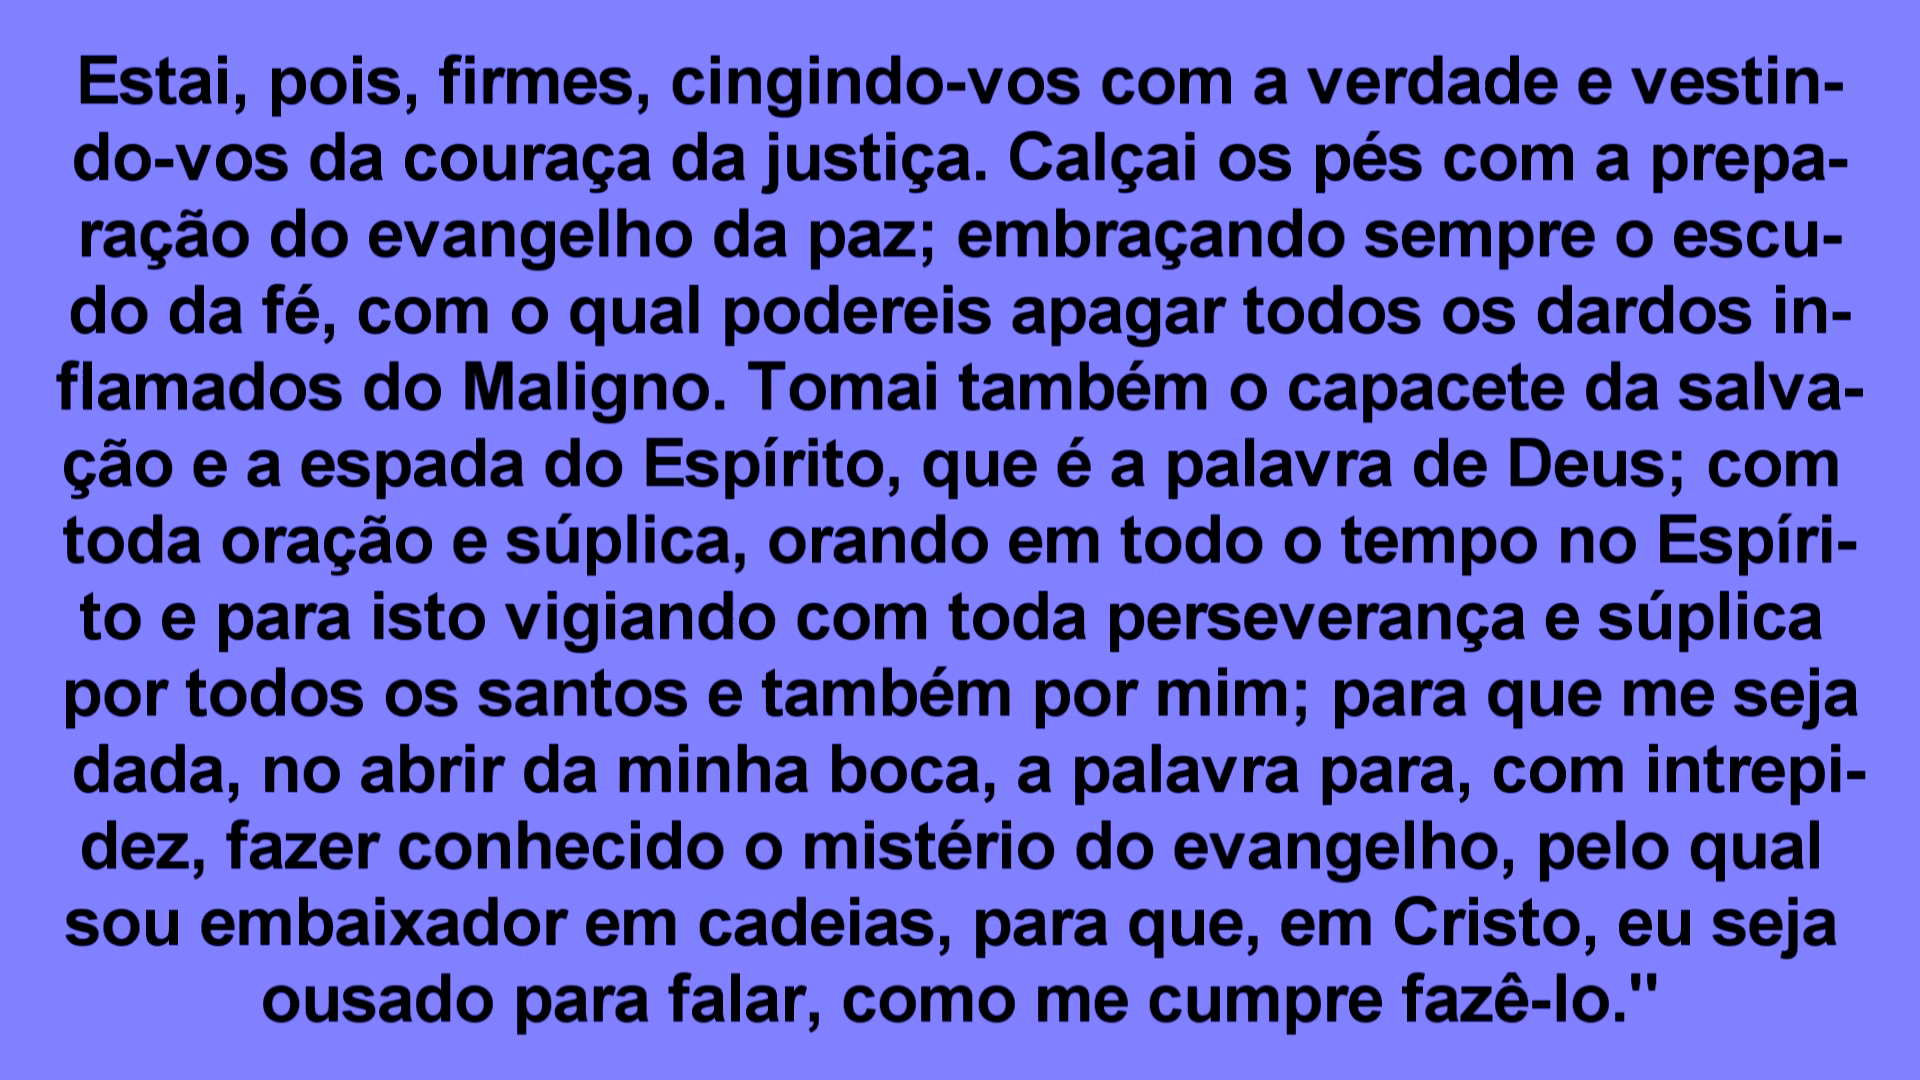 Estai, pois, firmes, cingindo-vos com a verdade e vestin-
do-vos da couraça da justiça. Calçai os pés com a prepa-
ração do evangelho da paz; embraçando sempre o escu-
do da fé, com o qual podereis apagar todos os dardos in-
flamados do Maligno. Tomai também o capacete da salva-
ção e a espada do Espírito, que é a palavra de Deus; com
toda oração e súplica, orando em todo o tempo no Espíri-
to e para isto vigiando com toda perseverança e súplica
por todos os santos e também por mim; para que me seja
dada, no abrir da minha boca, a palavra para, com intrepi-
dez, fazer conhecido o mistério do evangelho, pelo qual
sou embaixador em cadeias, para que, em Cristo, eu seja
ousado para falar, como me cumpre fazê-lo."